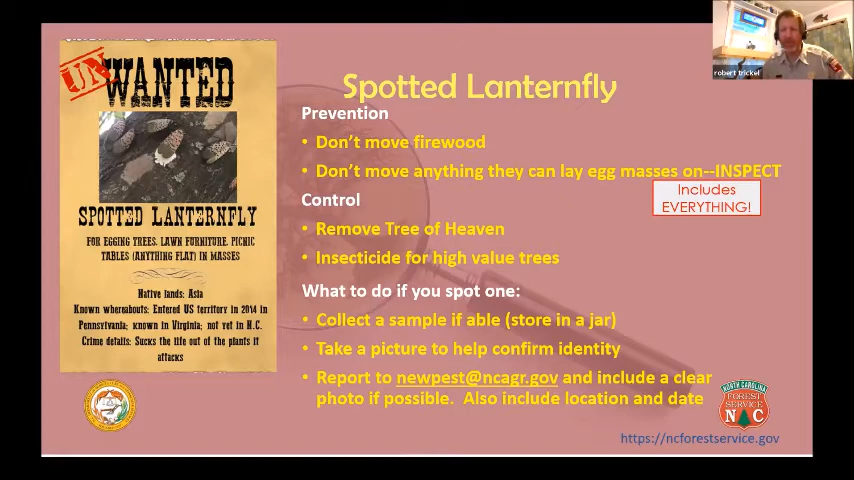 robert trickel
UN
WANTED
SPOTTED LANTERNFLY
FOR EGGING TREES, LAWN FURNITURE, PICNIC
TABLES (ANYTHING FLAT) IN MASSES
Native lands: Asia
Known whereabouts: Entered US territory in 2014 in
Pennsylvania; known in Virginia; not yet in N.C.
Crime details: Sucks the life out of the plants it
attacks
Spotted Lanternfly
Prevention
• Don't move firewood
• Don't move anything they can lay egg masses on--INSPECT
Includes
EVERYTHING!
Control
• Remove Tree of Heaven
• Insecticide for high value trees
What to do if you spot one:
• Collect a sample if able (store in a jar)
• Take a picture to help confirm identity
• Report to newpest@ncagr.gov and include a clear
photo if possible. Also include location and date
NORTH CAROLINA
FOREST
SERVICE
N C
https://ncforestservice.gov